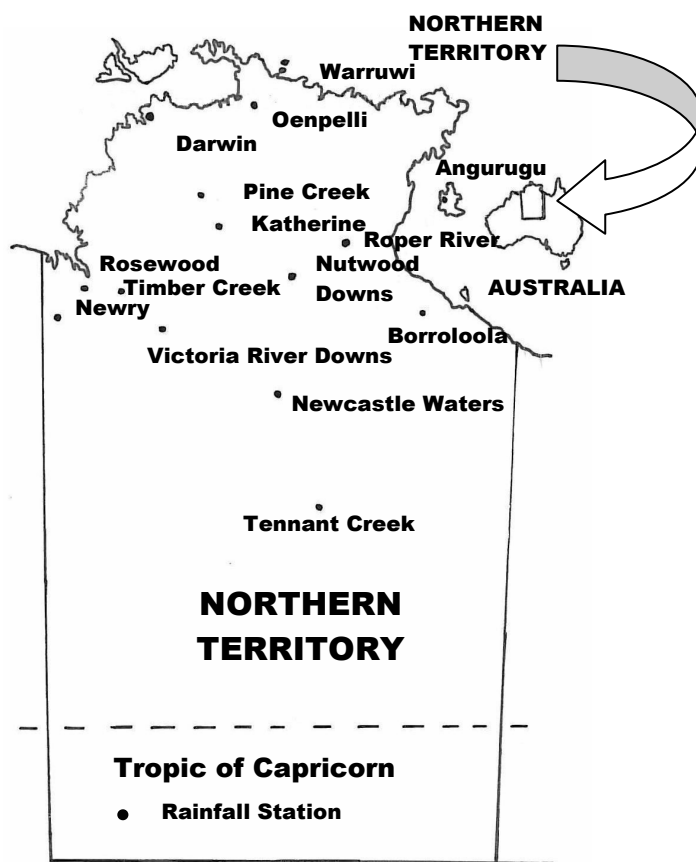 NORTHERN
TERRITORY
Warruwi
Oenpelli
Darwin
Angurugu
Pine Creek
Katherine
Roper River
Rosewood
Nutwood
Downs
Timber Creek
AUSTRALIA
Newry
Borroloola
Victoria River Downs
Newcastle Waters
Tennant Creek
NORTHERN
TERRITORY
Tropic of Capricorn
Rainfall Station